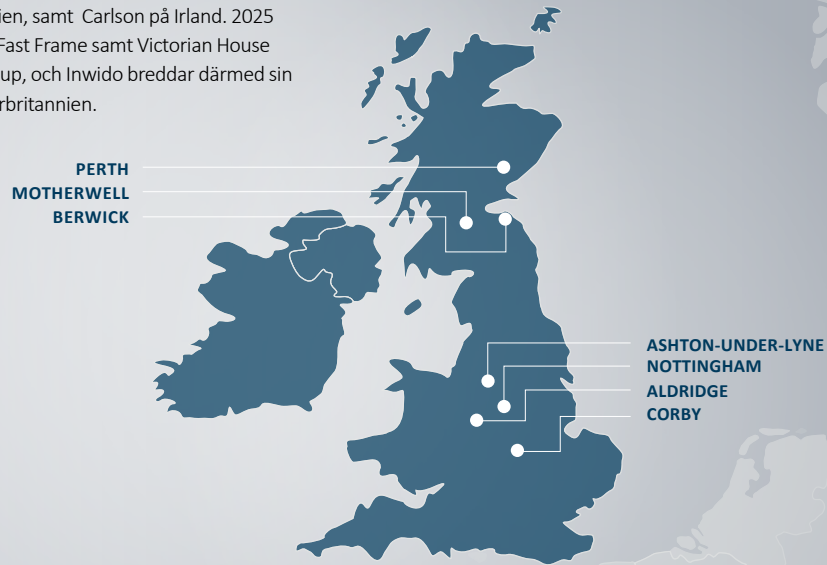 ien, samt Carlson på Irland. 2025
Fast Frame samt Victorian House
up, och Inwido breddar därmed sin
rbritannien.
PERTH
MOTHERWELL
BERWICK
ASHTON-UNDER-LYNE
NOTTINGHAM
ALDRIDGE
CORBY